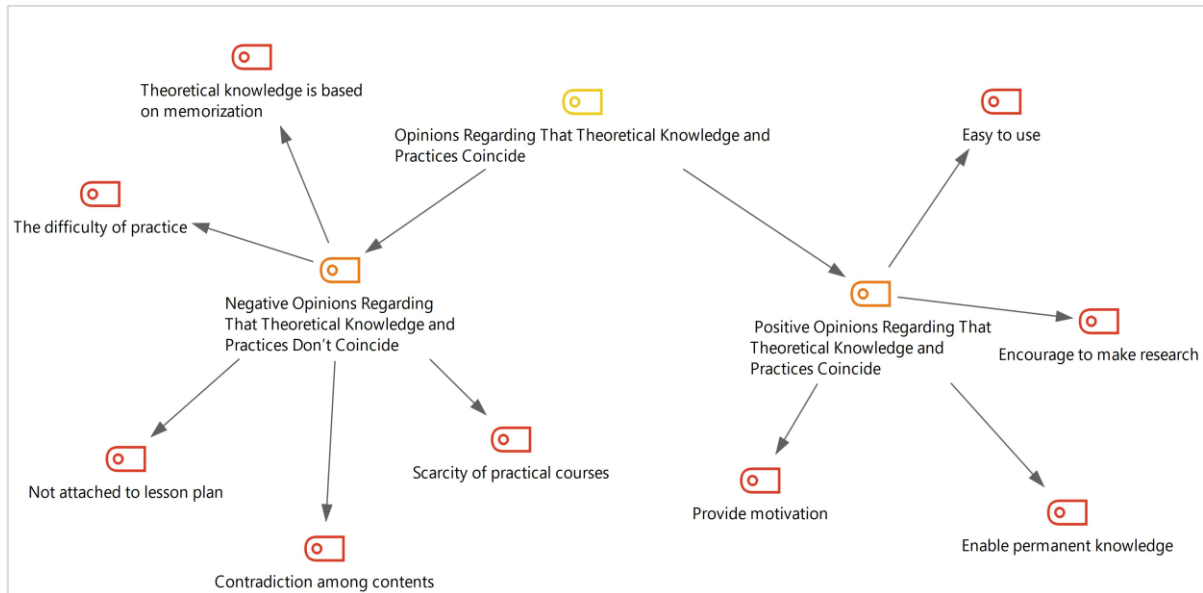 Theoretical knowledge is based
on memorization
Opinions Regarding That Theoretical Knowledge and
Practices Coincide
Easy to use
The difficulty of practice
Negative Opinions Regarding
That Theoretical Knowledge and
Practices Don’t Coincide
Positive Opinions Regarding That
Theoretical Knowledge and
Practices Coincide
Encourage to make research
Not attached to lesson plan
Scarcity of practical courses
Provide motivation
Contradiction among contents
Enable permanent knowledge